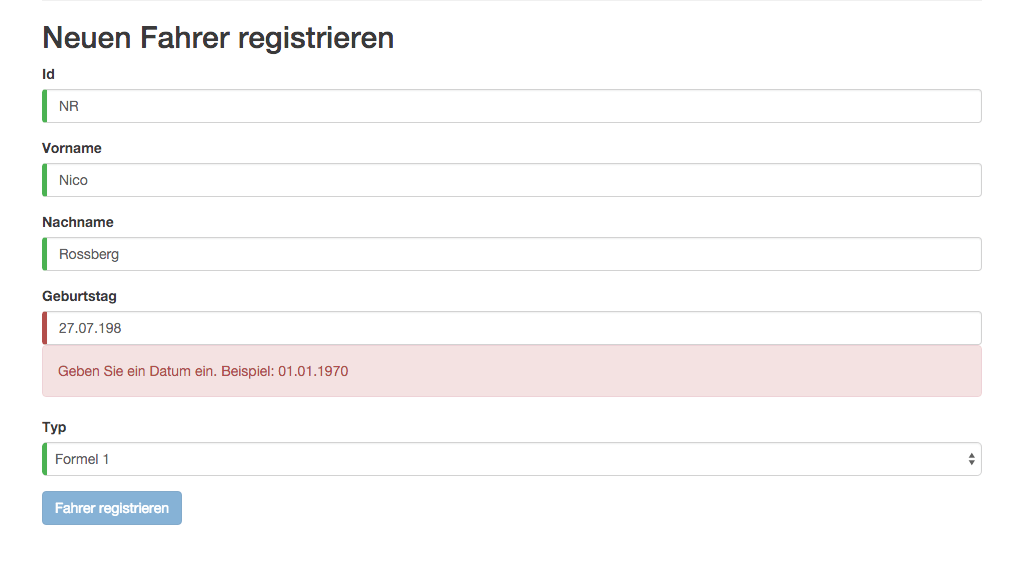 Neuen Fahrer registrieren
Id
NR
Vorname
Nico
Nachname
Rossberg
Geburtstag
27.07.198
Geben Sie ein Datum ein. Beispiel: 01.01.1970
Typ
Formel 1
Fahrer registrieren